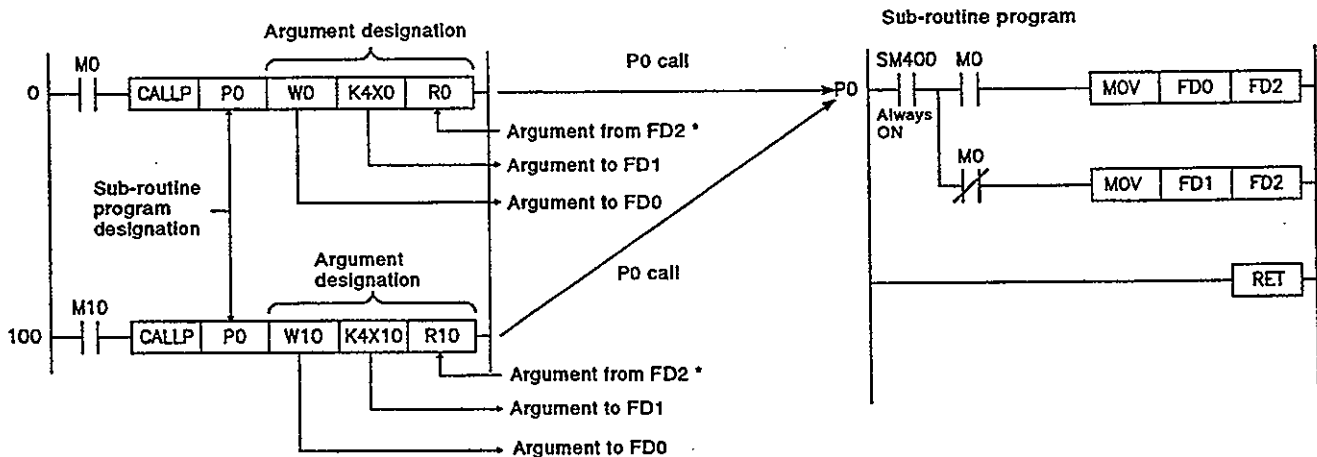 Argument designation
M0
0
CALLP P0 W0 K4X0 R0
Argument from FD2 *
Argument to FD1
Argument to FD0
Sub-routine
program
designation
Argument
designation
M10
100
CALLP P0 W10 K4X10 R10
Argument from FD2 *
Argument to FD1
Argument to FD0
P0 call
P0 call
Sub-routine program
P0
SM400
M0
Always
ON
MOV FD0 FD2
M0
MOV FD1 FD2
RET